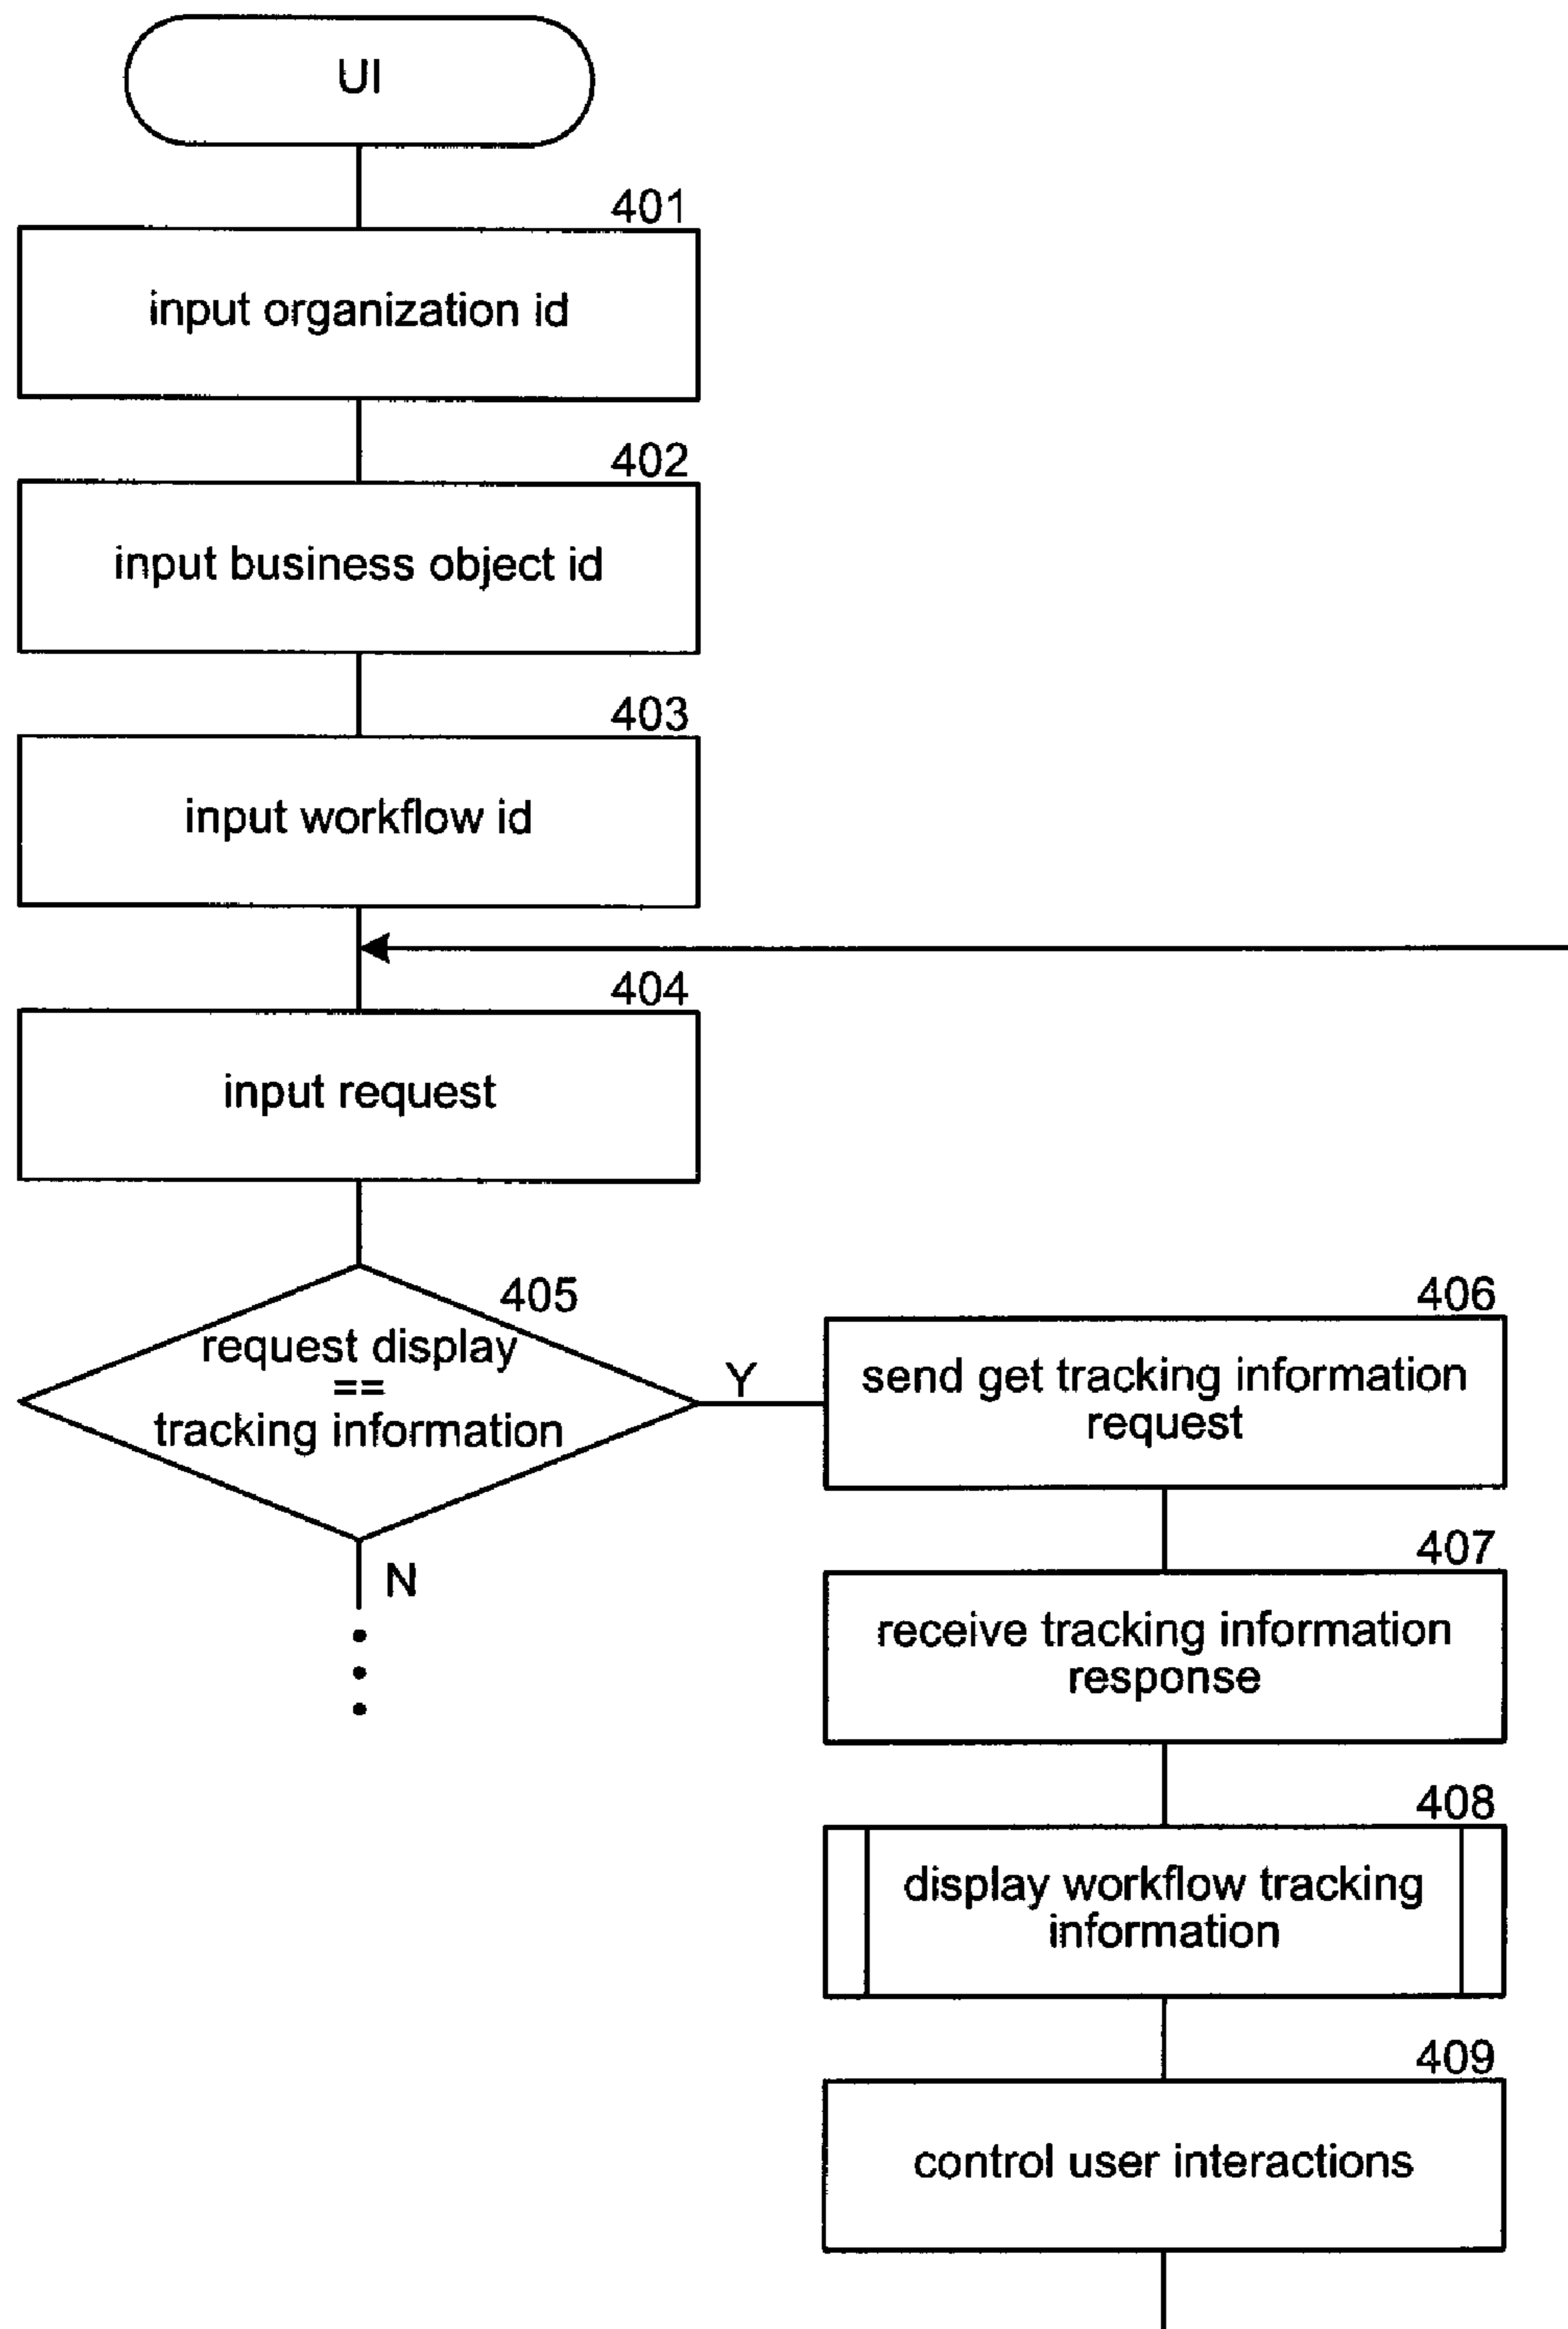 UI
401
input organization id
402
input business object id
403
input workflow id
404
input request
405
request display
==
tracking information
Y
N
406
send get tracking information
request
407
receive tracking information
response
408
display workflow tracking
information
409
control user interactions